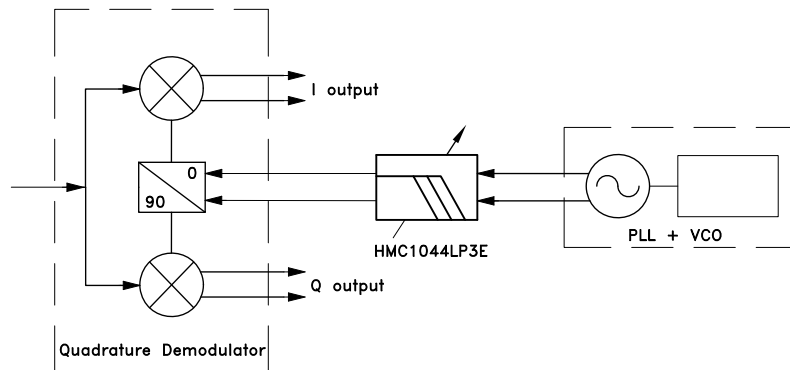 I output
0
90
HMC1044LP3E
PLL + VCO
Q output
Quadrature Demodulator